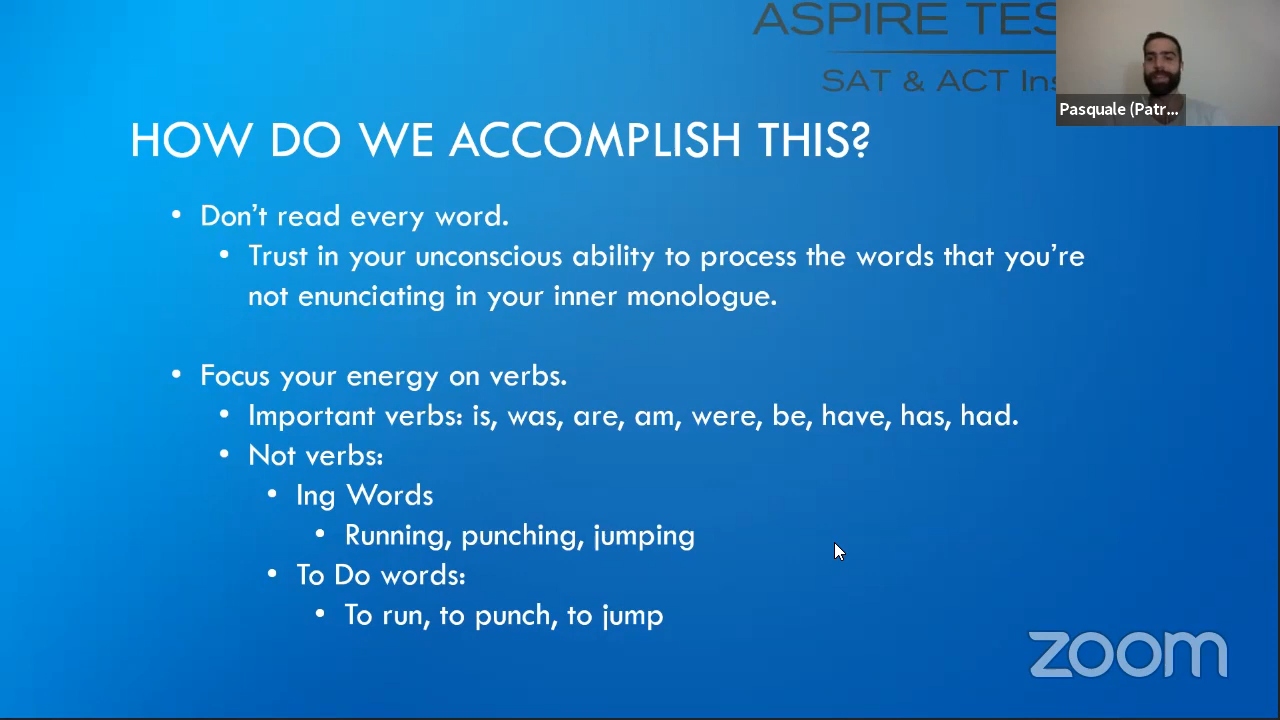 ASPIRE TES
SAT & ACT Ins
Pasquale (Patr...
HOW DO WE ACCOMPLISH THIS?
• Don't read every word.
• Trust in your unconscious ability to process the words that you're
not enunciating in your inner monologue.
• Focus your energy on verbs.
• Important verbs: is, was, are, am, were, be, have, has, had.
• Not verbs:
• Ing Words
• Running, punching, jumping
• To Do words:
• To run, to punch, to jump
zoom